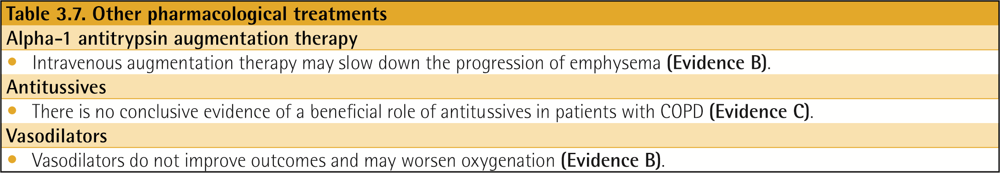 Table 3.7. Other pharmacological treatments
Alpha-1 antitrypsin augmentation therapy
• Intravenous augmentation therapy may slow down the progression of emphysema (Evidence B).
Antitussives
• There is no conclusive evidence of a beneficial role of antitussives in patients with COPD (Evidence C).
Vasodilators
• Vasodilators do not improve outcomes and may worsen oxygenation (Evidence B).